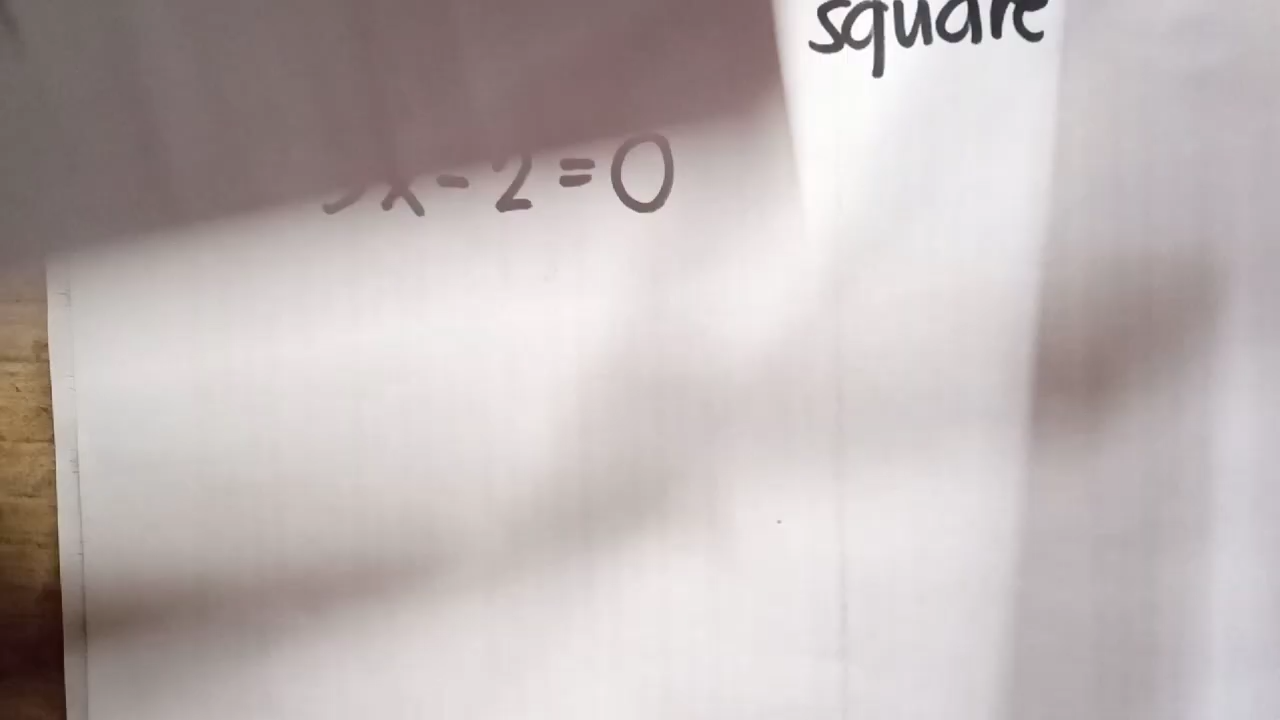 square
x - 2 = 0